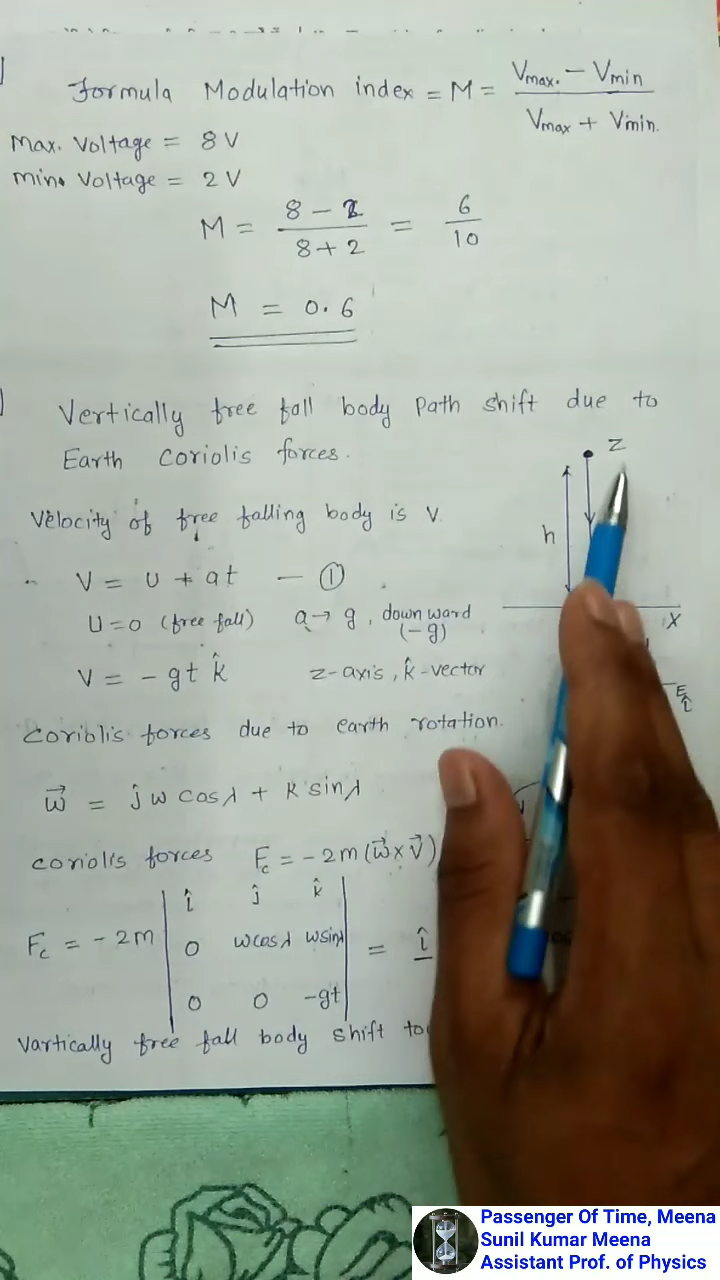 Formula Modulation index = M = (Vmax. − Vmin) / (Vmax + Vmin.)
Max. Voltage = 8 V
min. Voltage = 2 V
M = (8 − 2) / (8 + 2) = 6 / 10
M = 0.6
Vertically free fall body Path shift due to
Earth Coriolis forces.
Z
h
X
Velocity of free falling body is V.
V = u + at — ①
U=0 (free fall) a → g, down ward
(−g)
V = − gt k̂ z-axis, k̂-vector
E
î
Coriolis forces due to earth rotation.
w⃗ = ĵ w cosλ + k sinλ
coriolis forces F_c = −2m (w⃗ × V⃗)
F_c = −2m | î ĵ k̂ |
| 0 wcosλ wsinλ | = î
| 0 0 −gt |
Vartically free fall body shift to
Passenger Of Time, Meena
Sunil Kumar Meena
Assistant Prof. of Physics